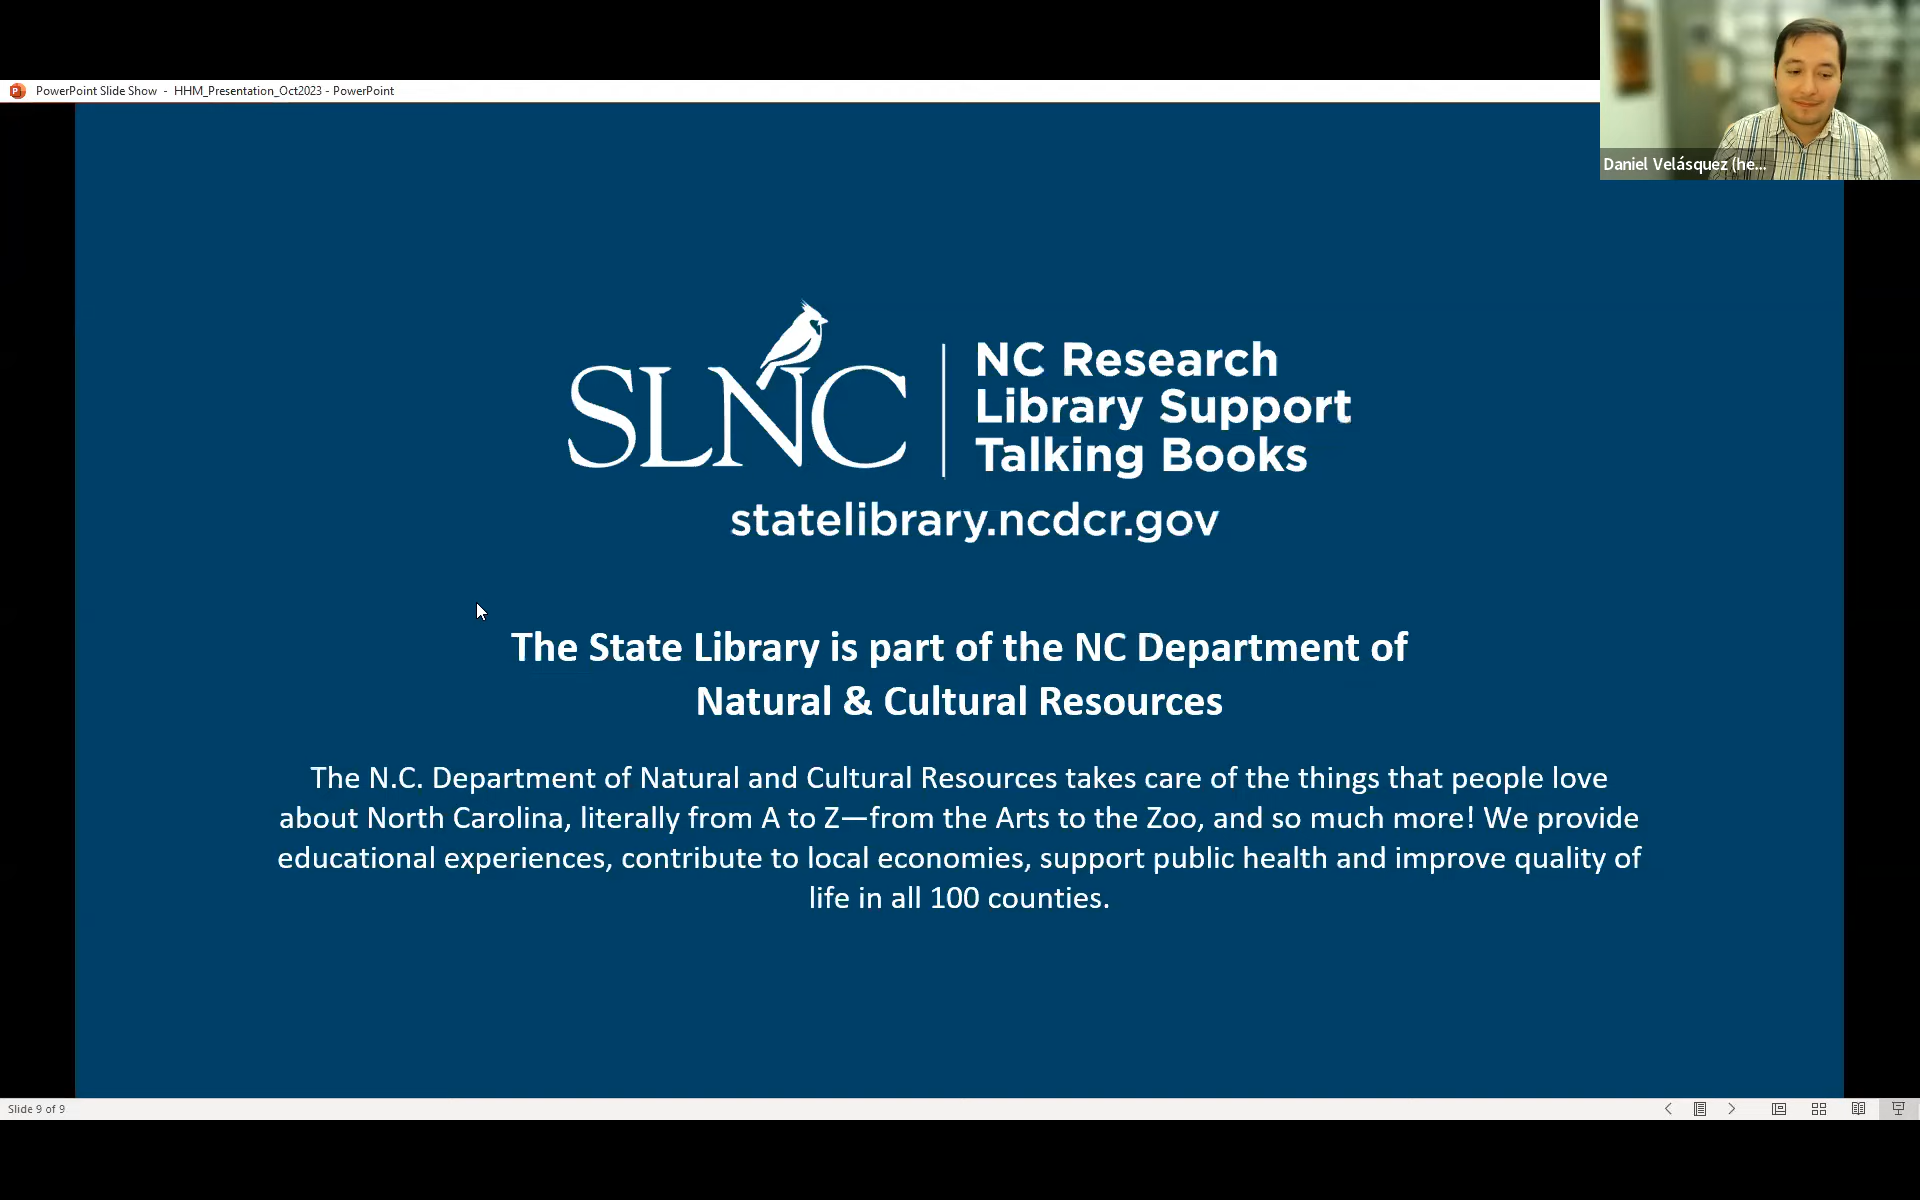 PowerPoint Slide Show - HHM_Presentation_Oct2023 - PowerPoint
Daniel Velásquez (he...
SLNC
NC Research
Library Support
Talking Books
statelibrary.ncdcr.gov
The State Library is part of the NC Department of
Natural & Cultural Resources
The N.C. Department of Natural and Cultural Resources takes care of the things that people love
about North Carolina, literally from A to Z—from the Arts to the Zoo, and so much more! We provide
educational experiences, contribute to local economies, support public health and improve quality of
life in all 100 counties.
Slide 9 of 9